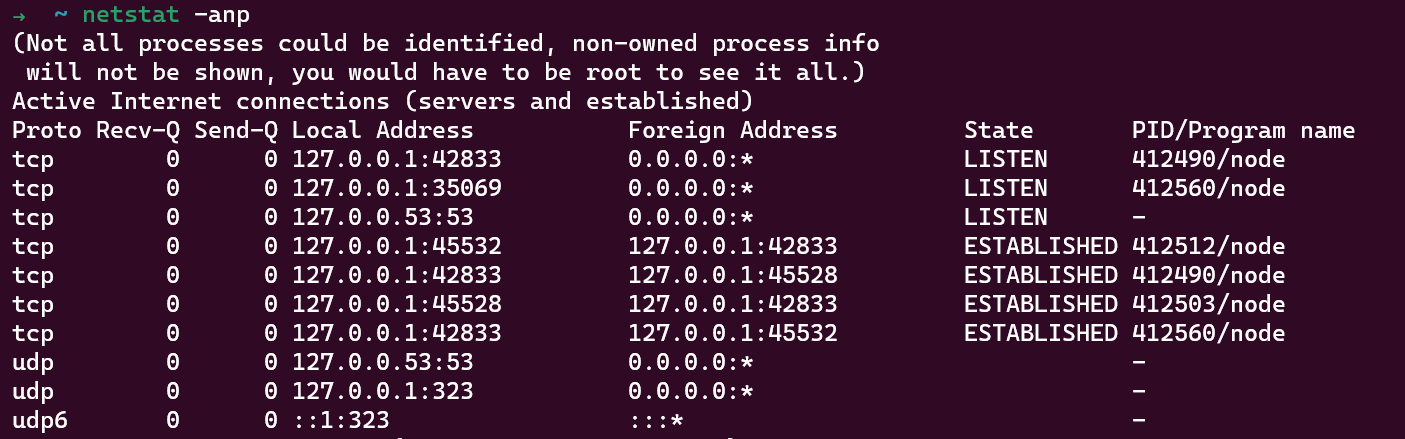 →  ~ netstat -anp
(Not all processes could be identified, non-owned process info
 will not be shown, you would have to be root to see it all.)
Active Internet connections (servers and established)
Proto Recv-Q Send-Q Local Address           Foreign Address         State       PID/Program name
tcp        0      0 127.0.0.1:42833         0.0.0.0:*               LISTEN      412490/node
tcp        0      0 127.0.0.1:35069         0.0.0.0:*               LISTEN      412560/node
tcp        0      0 127.0.0.53:53           0.0.0.0:*               LISTEN      -
tcp        0      0 127.0.0.1:45532         127.0.0.1:42833         ESTABLISHED 412512/node
tcp        0      0 127.0.0.1:42833         127.0.0.1:45528         ESTABLISHED 412490/node
tcp        0      0 127.0.0.1:45528         127.0.0.1:42833         ESTABLISHED 412503/node
tcp        0      0 127.0.0.1:42833         127.0.0.1:45532         ESTABLISHED 412560/node
udp        0      0 127.0.0.53:53           0.0.0.0:*                           -
udp        0      0 127.0.0.1:323           0.0.0.0:*                           -
udp6       0      0 ::1:323                 :::*                                -